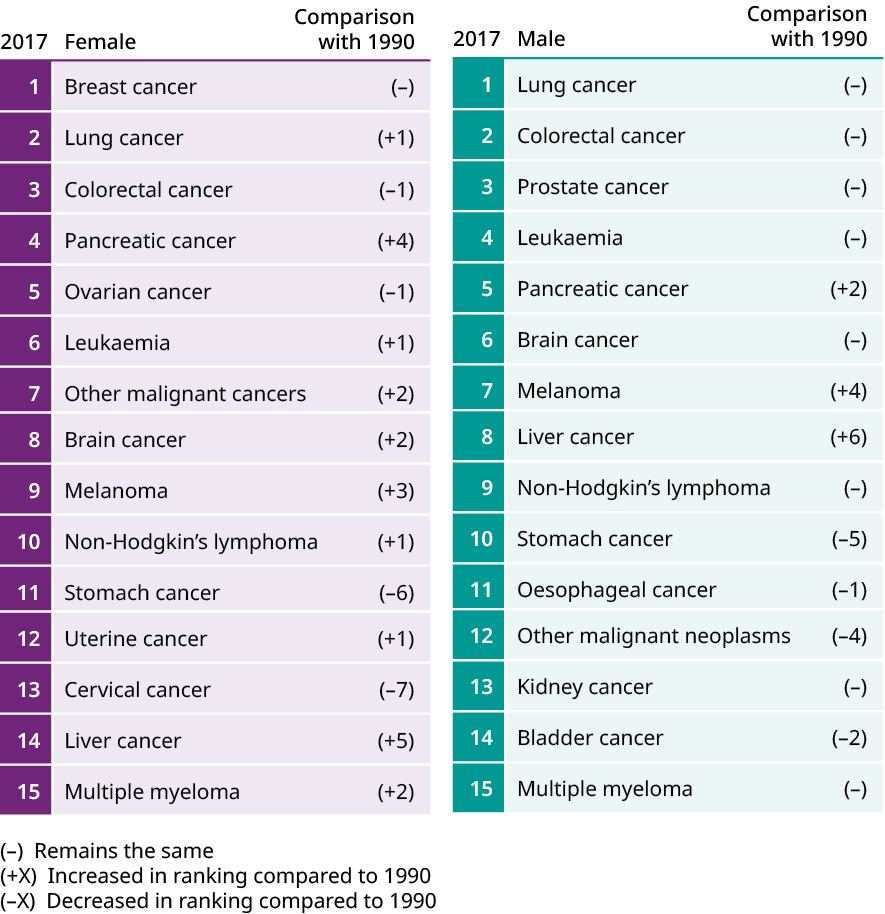 2017 Female Comparison with 1990
1 Breast cancer (–)
2 Lung cancer (+1)
3 Colorectal cancer (–1)
4 Pancreatic cancer (+4)
5 Ovarian cancer (–1)
6 Leukaemia (+1)
7 Other malignant cancers (+2)
8 Brain cancer (+2)
9 Melanoma (+3)
10 Non-Hodgkin’s lymphoma (+1)
11 Stomach cancer (–6)
12 Uterine cancer (+1)
13 Cervical cancer (–7)
14 Liver cancer (+5)
15 Multiple myeloma (+2)
2017 Male Comparison with 1990
1 Lung cancer (–)
2 Colorectal cancer (–)
3 Prostate cancer (–)
4 Leukaemia (–)
5 Pancreatic cancer (+2)
6 Brain cancer (–)
7 Melanoma (+4)
8 Liver cancer (+6)
9 Non-Hodgkin’s lymphoma (–)
10 Stomach cancer (–5)
11 Oesophageal cancer (–1)
12 Other malignant neoplasms (–4)
13 Kidney cancer (–)
14 Bladder cancer (–2)
15 Multiple myeloma (–)
(–) Remains the same
(+X) Increased in ranking compared to 1990
(–X) Decreased in ranking compared to 1990